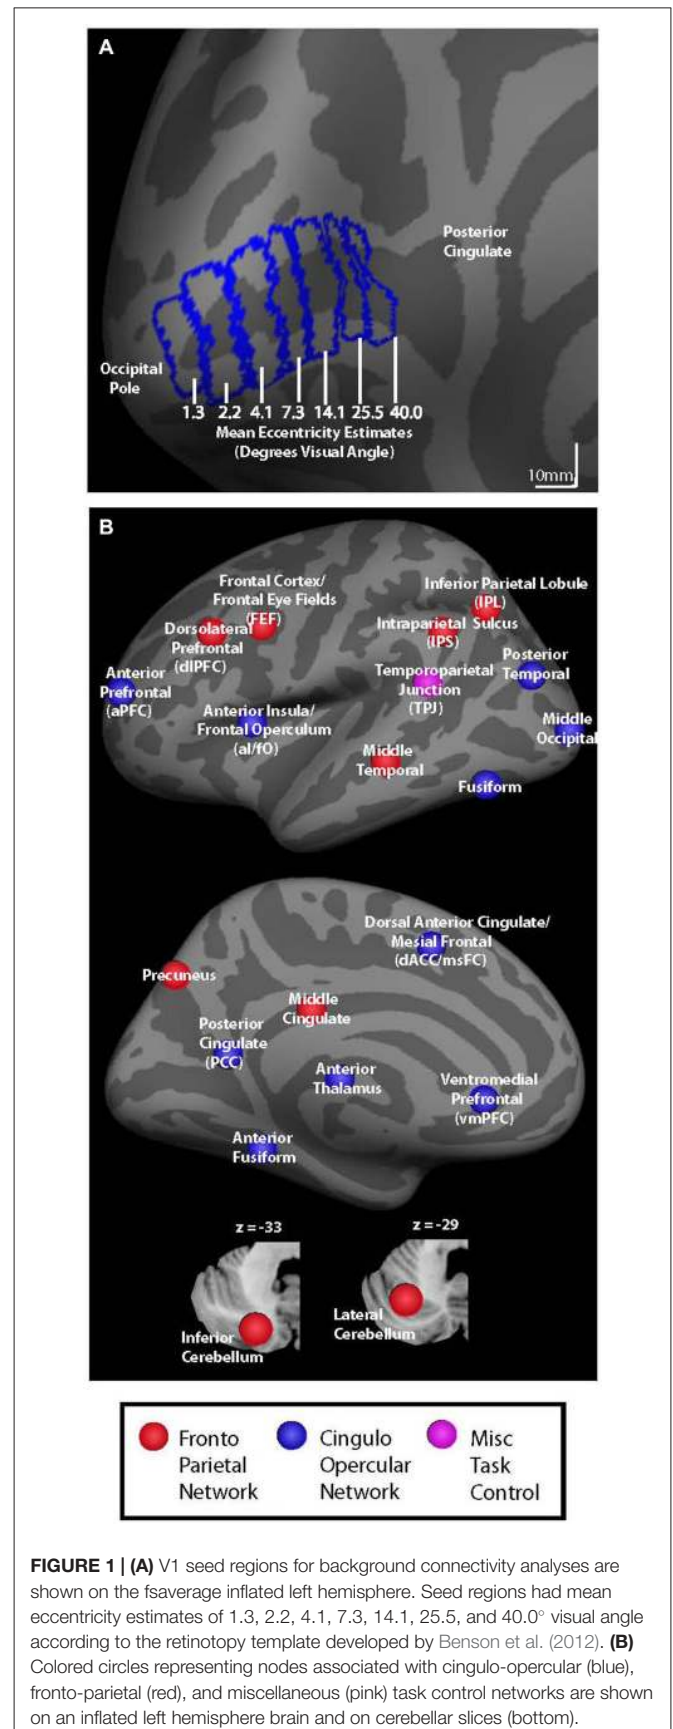 A
Posterior
Cingulate
Occipital
Pole
1.3 2.2 4.1 7.3 14.1 25.5 40.0
Mean Eccentricity Estimates
(Degrees Visual Angle)
10mm
B
Frontal Cortex/
Frontal Eye Fields
(FEF)
Inferior Parietal Lobule
(IPL)
Dorsolateral
Prefrontal
(dlPFC)
Intraparietal Sulcus
(IPS)
Anterior
Prefrontal
(aPFC)
Temporoparietal
Junction
(TPJ)
Posterior
Temporal
Anterior Insula/
Frontal Operculum
(aI/fO)
Middle
Occipital
Middle
Temporal
Fusiform
Dorsal Anterior Cingulate/
Mesial Frontal
(dACC/msFC)
Precuneus
Middle
Cingulate
Posterior
Cingulate
(PCC)
Anterior
Thalamus
Ventromedial
Prefrontal
(vmPFC)
Anterior
Fusiform
z = -33
z = -29
Inferior
Cerebellum
Lateral
Cerebellum
Fronto
Parietal
Network
Cingulo
Opercular
Network
Misc
Task
Control
FIGURE 1 | (A) V1 seed regions for background connectivity analyses are
shown on the fsaverage inflated left hemisphere. Seed regions had mean
eccentricity estimates of 1.3, 2.2, 4.1, 7.3, 14.1, 25.5, and 40.0° visual angle
according to the retinotopy template developed by Benson et al. (2012). (B)
Colored circles representing nodes associated with cingulo-opercular (blue),
fronto-parietal (red), and miscellaneous (pink) task control networks are shown
on an inflated left hemisphere brain and on cerebellar slices (bottom).